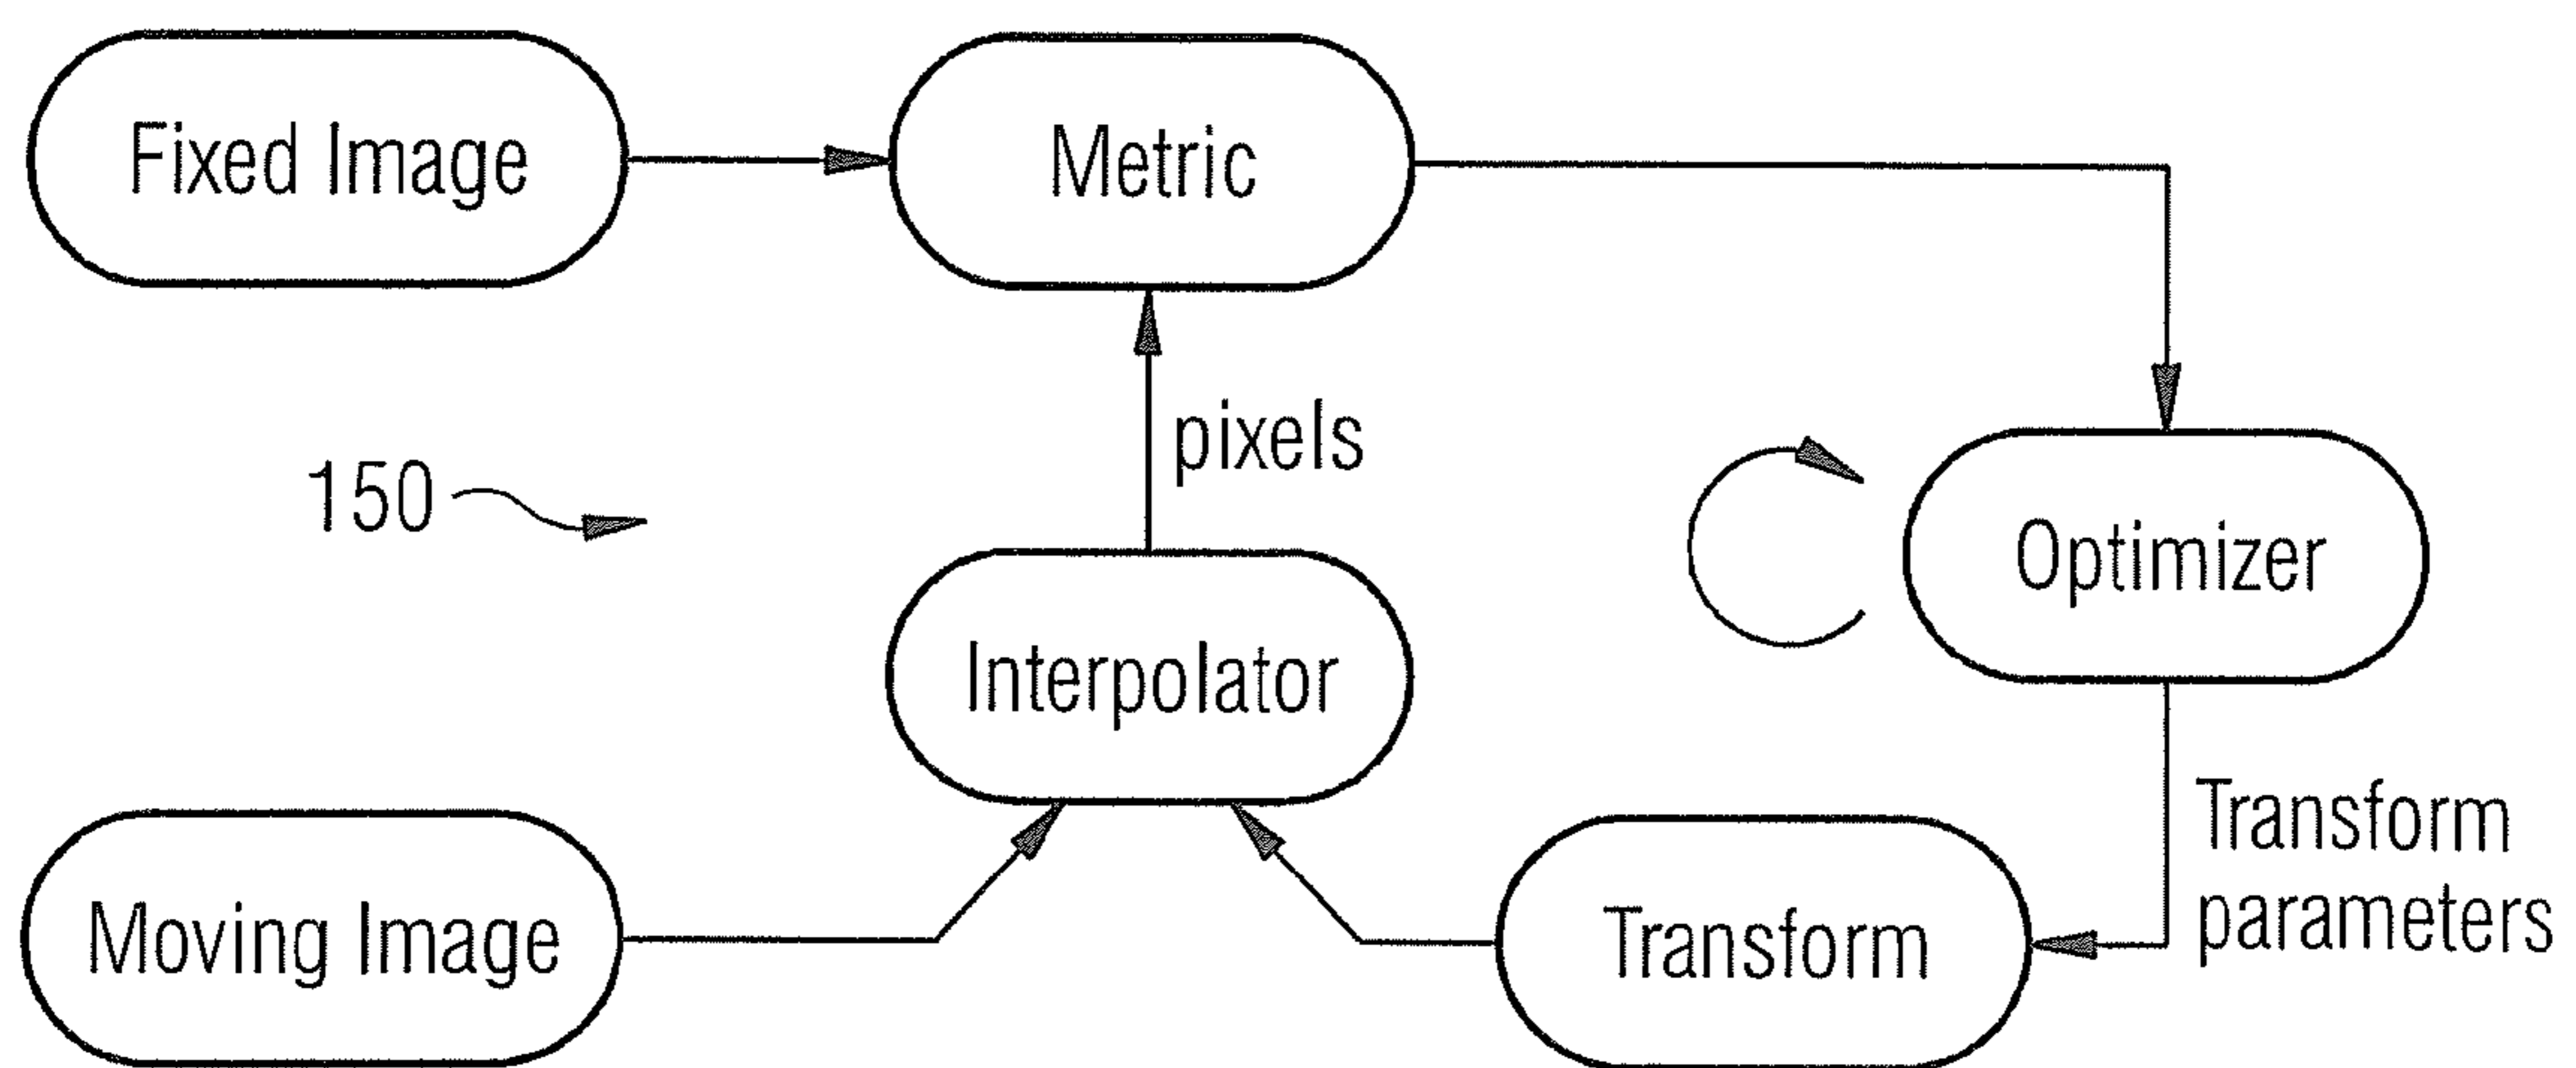 Fixed Image
Metric
pixels
150
Optimizer
Interpolator
Transform
parameters
Moving Image
Transform